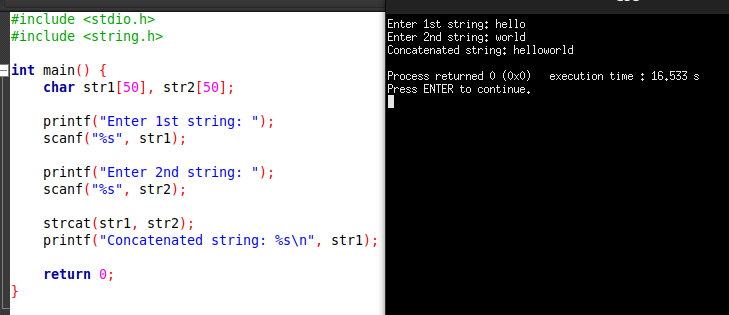 #include <stdio.h>
#include <string.h>
int main() {
char str1[50], str2[50];
printf("Enter 1st string: ");
scanf("%s", str1);
printf("Enter 2nd string: ");
scanf("%s", str2);
strcat(str1, str2);
printf("Concatenated string: %s\n", str1);
return 0;
}
Enter 1st string: hello
Enter 2nd string: world
Concatenated string: helloworld
Process returned 0 (0x0)   execution time : 16.533 s
Press ENTER to continue.